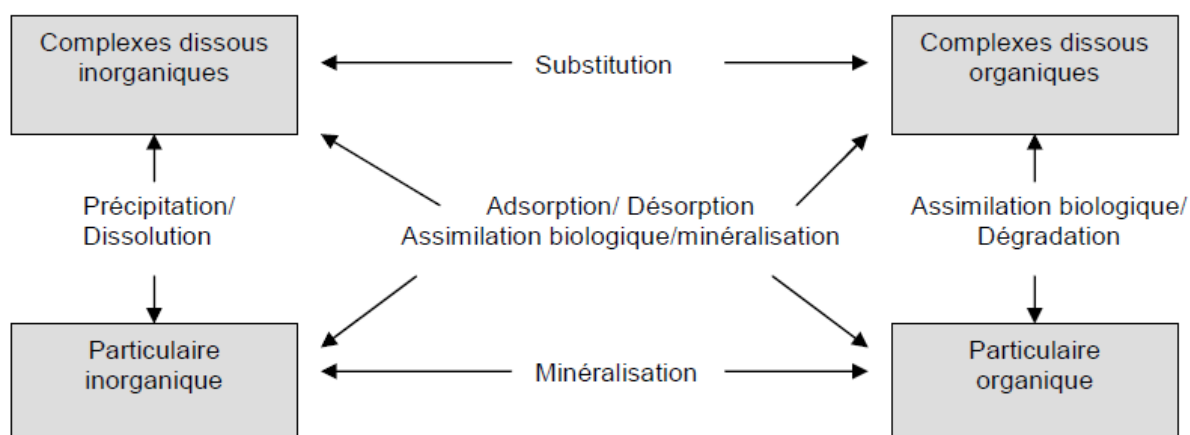 Complexes dissous
inorganiques
Substitution
Complexes dissous
organiques
Précipitation/
Dissolution
Adsorption/ Désorption
Assimilation biologique/minéralisation
Assimilation biologique/
Dégradation
Particulaire
inorganique
Minéralisation
Particulaire
organique